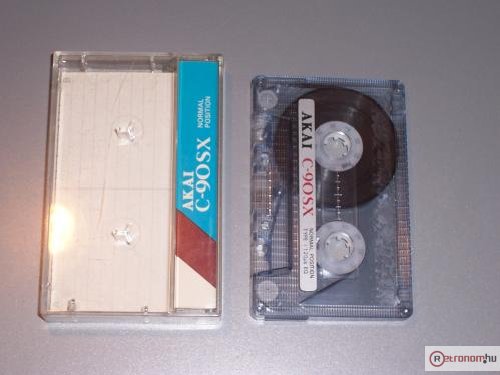 AKAI
C-90SX
NORMAL
POSITION
AKAI C-90SX NORMAL POSITION
Retronom.hu